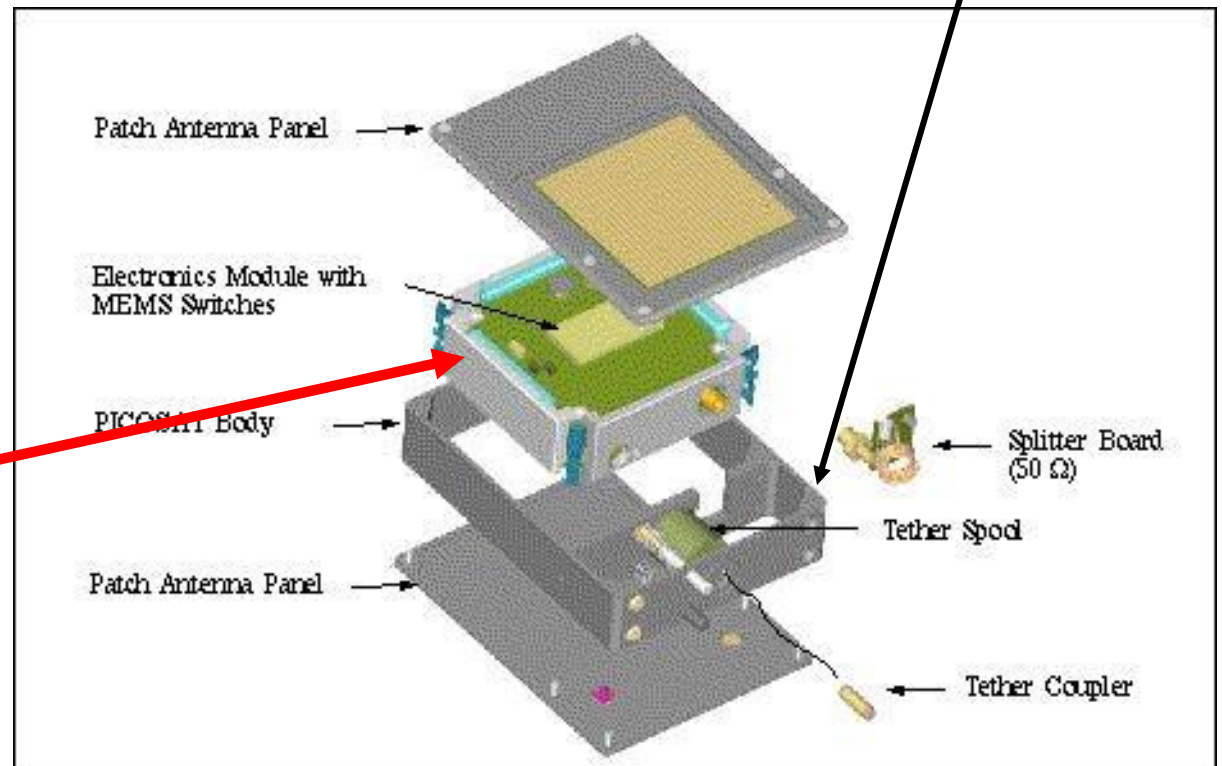 Patch Antenna Panel
Electronics Module with
MEMS Switches
PICOSAT Body
Splitter Board
(50 Ω)
Tether Spool
Patch Antenna Panel
Tether Coupler